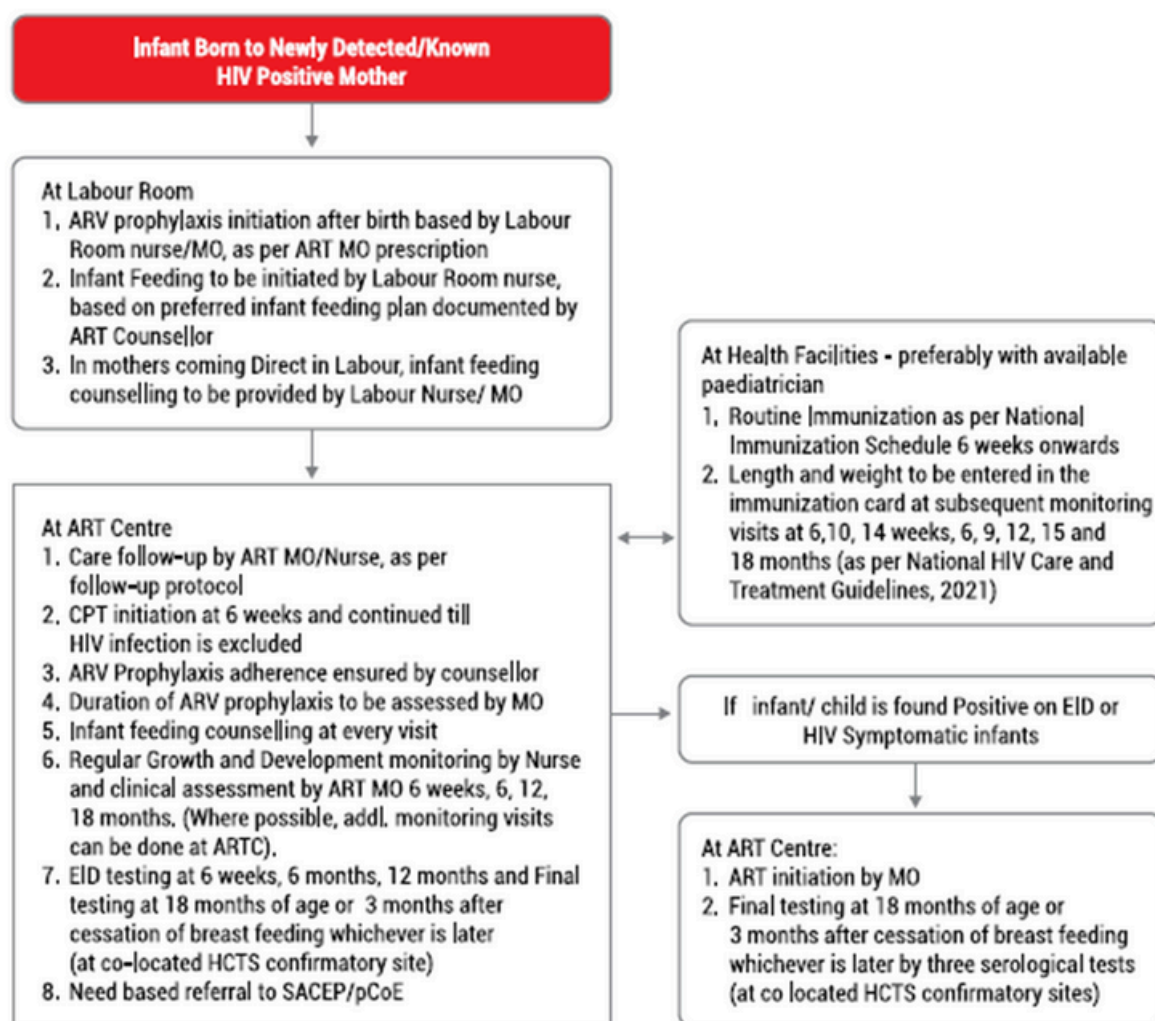 Infant Born to Newly Detected/Known
HIV Positive Mother
At Labour Room
1. ARV prophylaxis initiation after birth based by Labour
Room nurse/MO, as per ART MO prescription
2. Infant Feeding to be initiated by Labour Room nurse,
based on preferred infant feeding plan documented by
ART Counsellor
3. In mothers coming Direct in Labour, infant feeding
counselling to be provided by Labour Nurse/ MO
At ART Centre
1. Care follow-up by ART MO/Nurse, as per
follow-up protocol
2. CPT initiation at 6 weeks and continued till
HIV infection is excluded
3. ARV Prophylaxis adherence ensured by counsellor
4. Duration of ARV prophylaxis to be assessed by MO
5. Infant feeding counselling at every visit
6. Regular Growth and Development monitoring by Nurse
and clinical assessment by ART MO 6 weeks, 6, 12,
18 months. (Where possible, addl. monitoring visits
can be done at ARTC).
7. EID testing at 6 weeks, 6 months, 12 months and Final
testing at 18 months of age or 3 months after
cessation of breast feeding whichever is later
(at co-located HCTS confirmatory site)
8. Need based referral to SACEP/pCoE
At Health Facilities - preferably with available
paediatrician
1. Routine Immunization as per National
Immunization Schedule 6 weeks onwards
2. Length and weight to be entered in the
immunization card at subsequent monitoring
visits at 6,10, 14 weeks, 6, 9, 12, 15 and
18 months (as per National HIV Care and
Treatment Guidelines, 2021)
If infant/ child is found Positive on EID or
HIV Symptomatic infants
At ART Centre:
1. ART initiation by MO
2. Final testing at 18 months of age or
3 months after cessation of breast feeding
whichever is later by three serological tests
(at co located HCTS confirmatory sites)